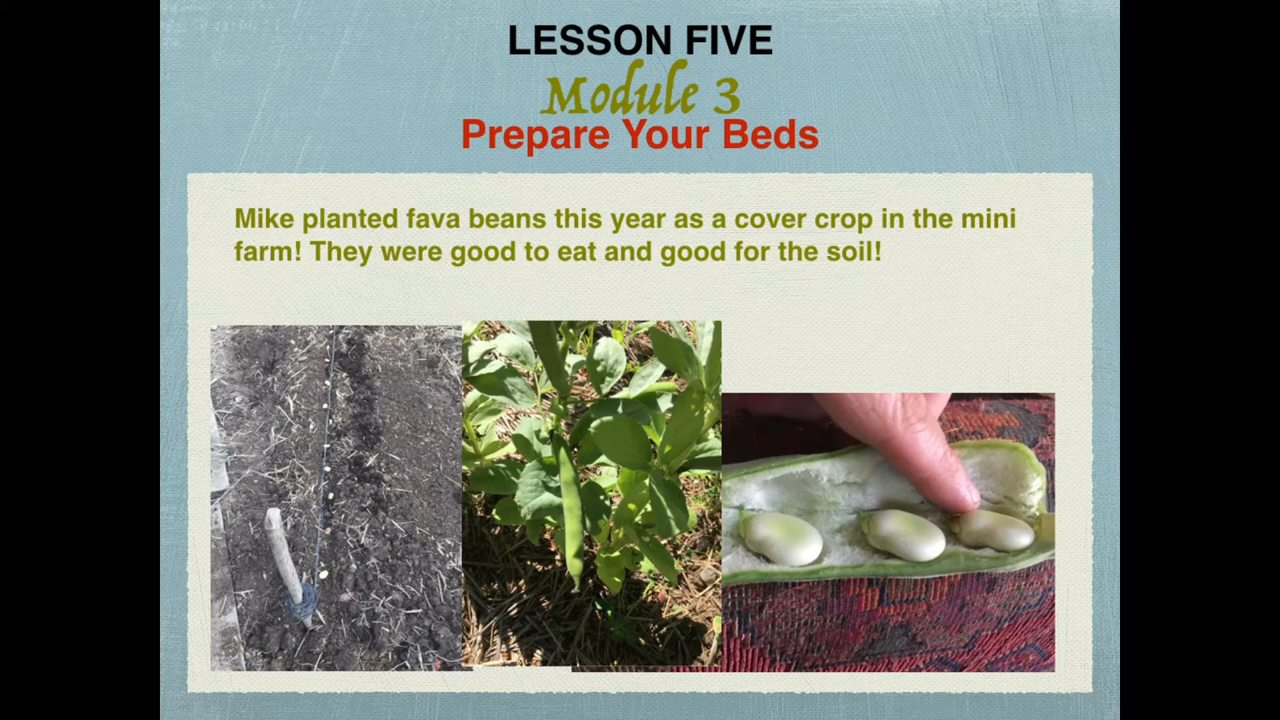 LESSON FIVE
Module 3
Prepare Your Beds
Mike planted fava beans this year as a cover crop in the mini
farm! They were good to eat and good for the soil!